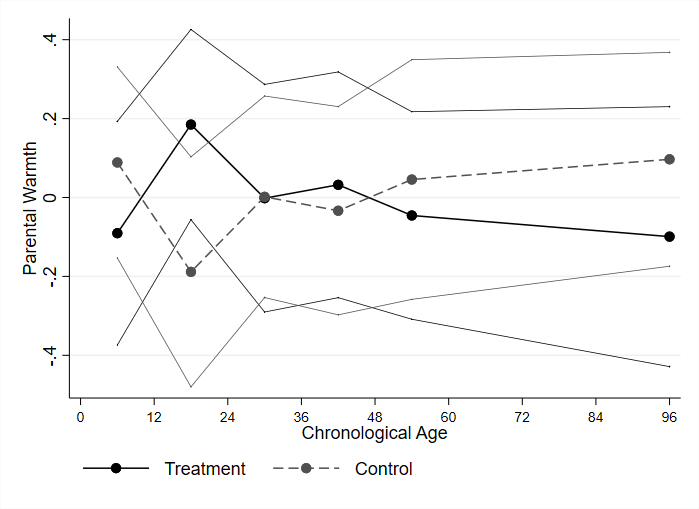 .4
.2
0
-.2
-.4
Parental Warmth
0 12 24 36 48 60 72 84 96
Chronological Age
Treatment Control